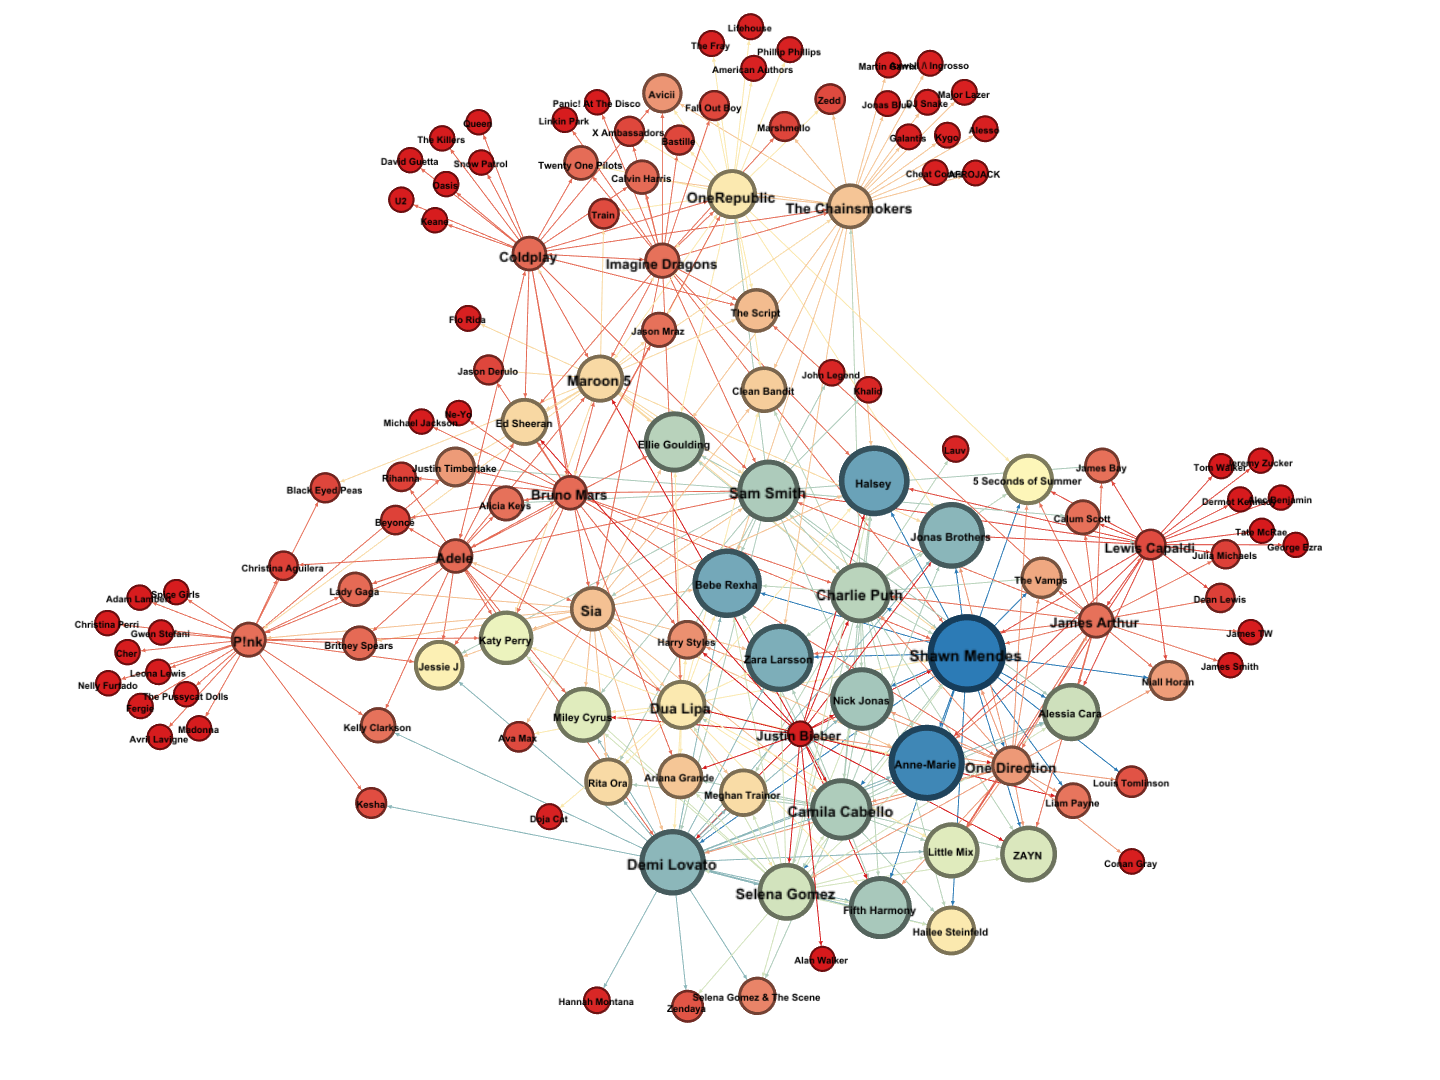 Lifehouse
The Fray
Phillip Phillips
American Authors
Martin Garrix
Axwell /\ Ingrosso
Avicii
Panic! At The Disco
Fall Out Boy
Zedd
Jonas Blue
DJ Snake
Major Lazer
Linkin Park
X Ambassadors
Bastille
Marshmello
Galantis
Kygo
Alesso
Queen
The Killers
David Guetta
Snow Patrol
Twenty One Pilots
Calvin Harris
Cheat Codes
AFROJACK
Oasis
U2
Keane
Train
OneRepublic
The Chainsmokers
Coldplay
Imagine Dragons
Flo Rida
Jason Mraz
The Script
Jason Derulo
Maroon 5
Clean Bandit
John Legend
Khalid
Michael Jackson
Ne-Yo
Ed Sheeran
Ellie Goulding
Lauv
Justin Timberlake
Rihanna
Black Eyed Peas
Alicia Keys
Bruno Mars
Sam Smith
Halsey
5 Seconds of Summer
James Bay
Tom Walker
Jeremy Zucker
Dermot Kennedy
Alec Benjamin
Beyonce
Calum Scott
Jonas Brothers
Tate McRae
George Ezra
Lewis Capaldi
Julia Michaels
Adele
Christina Aguilera
Lady Gaga
Bebe Rexha
Charlie Puth
The Vamps
Dean Lewis
Adam Lambert
Spice Girls
Christina Perri
Gwen Stefani
Cher
P!nk
Britney Spears
Katy Perry
Sia
Harry Styles
Zara Larsson
Shawn Mendes
James Arthur
James TW
James Smith
Jessie J
Leona Lewis
Nelly Furtado
The Pussycat Dolls
Fergie
Madonna
Avril Lavigne
Kelly Clarkson
Miley Cyrus
Dua Lipa
Nick Jonas
Niall Horan
Alessia Cara
Ava Max
Justin Bieber
Anne-Marie
One Direction
Louis Tomlinson
Rita Ora
Ariana Grande
Meghan Trainor
Liam Payne
Kesha
Doja Cat
Camila Cabello
Little Mix
ZAYN
Conan Gray
Demi Lovato
Selena Gomez
Fifth Harmony
Hailee Steinfeld
Alan Walker
Hannah Montana
Zendaya
Selena Gomez & The Scene